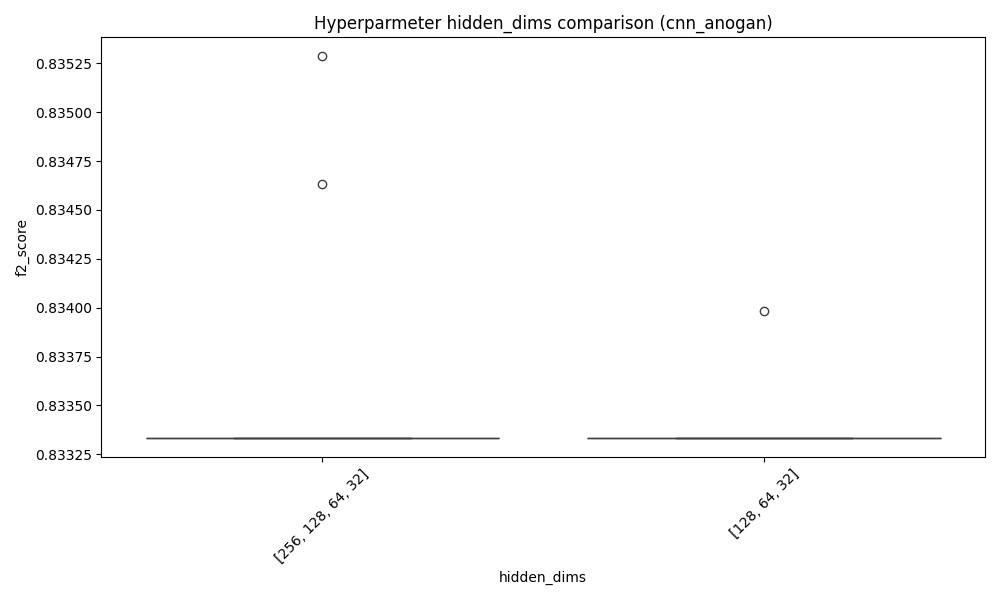 Hyperparmeter hidden_dims comparison (cnn_anogan)
0.83525
0.83500
0.83475
0.83450
0.83425
0.83400
0.83375
0.83350
0.83325
f2_score
[256, 128, 64, 32]
[128, 64, 32]
hidden_dims